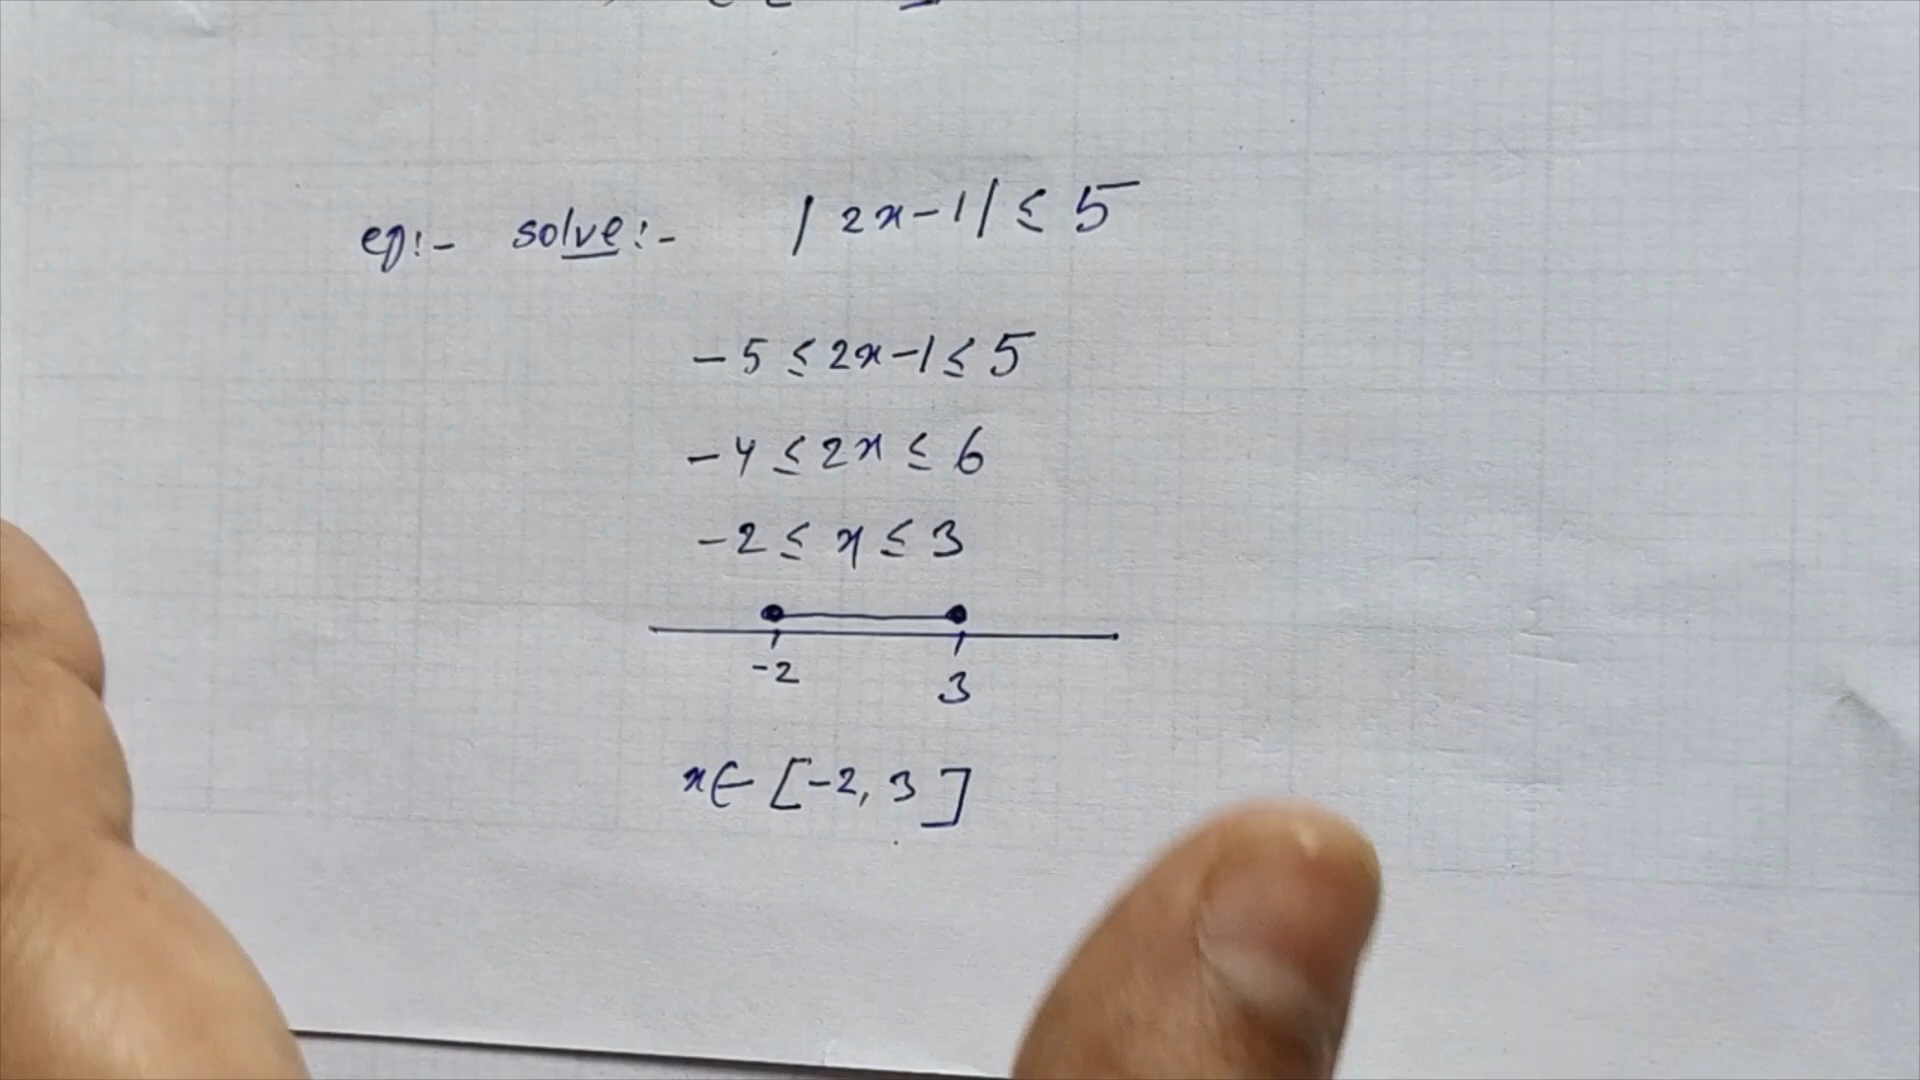 eg:- solve:- |2x-1| ≤ 5
-5 ≤ 2x-1 ≤ 5
-4 ≤ 2x ≤ 6
-2 ≤ x ≤ 3
-2 3
x ∈ [-2, 3]